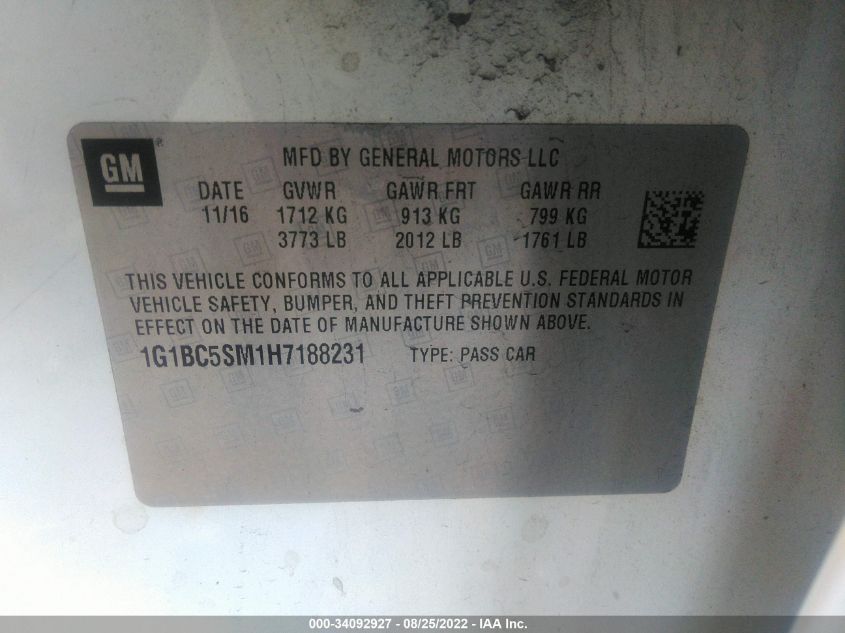 GM ®
MFD BY GENERAL MOTORS LLC
DATE GVWR GAWR FRT GAWR RR
11/16 1712 KG 913 KG 799 KG
3773 LB 2012 LB 1761 LB
THIS VEHICLE CONFORMS TO ALL APPLICABLE U.S. FEDERAL MOTOR
VEHICLE SAFETY, BUMPER, AND THEFT PREVENTION STANDARDS IN
EFFECT ON THE DATE OF MANUFACTURE SHOWN ABOVE.
1G1BC5SM1H7188231 TYPE: PASS CAR
000-34092927 - 08/25/2022 - IAA Inc.